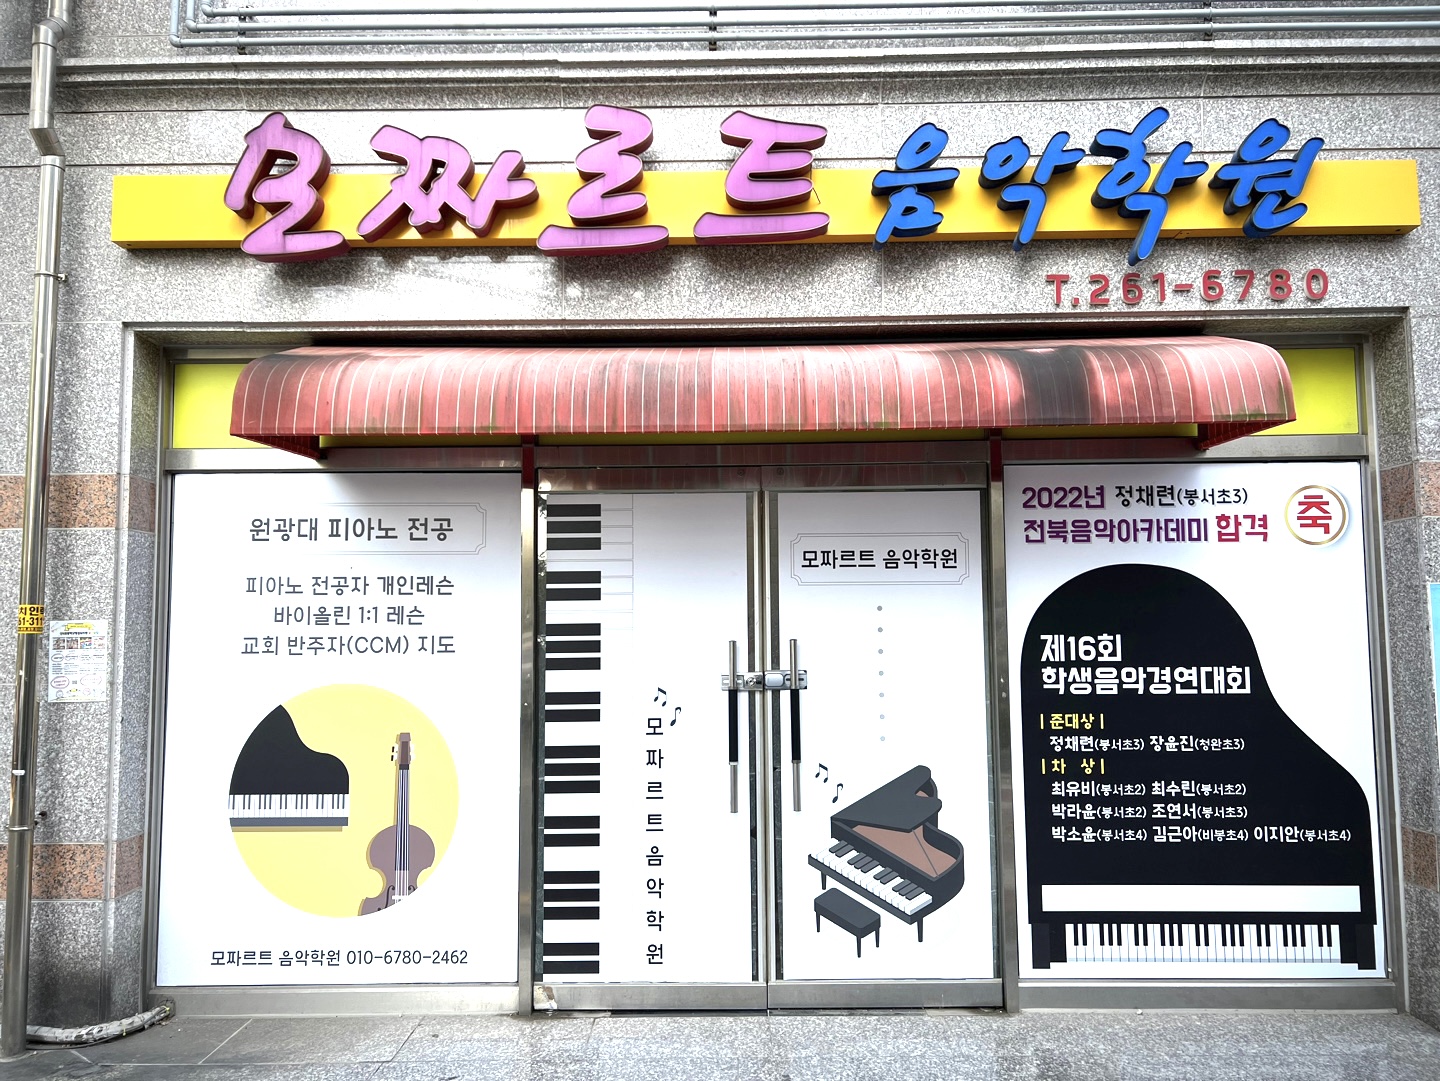 모짜르트 음악학원
T.261-6780
원광대 피아노 전공
피아노 전공자 개인레슨
바이올린 1:1 레슨
교회 반주자(CCM) 지도
모짜르트 음악학원 010-6780-2462
모짜르트음악학원
모짜르트 음악학원
2022년 정채련(봉서초3)
전북음악아카데미 합격
축
제16회
학생음악경연대회
| 준대상 |
정채련(봉서초3) 장윤진(청완초3)
| 차 상 |
최유비(봉서초2) 최수린(봉서초2)
박라윤(봉서초2) 조연서(봉서초3)
박소윤(봉서초4) 김근아(비봉초4) 이지안(봉서초4)